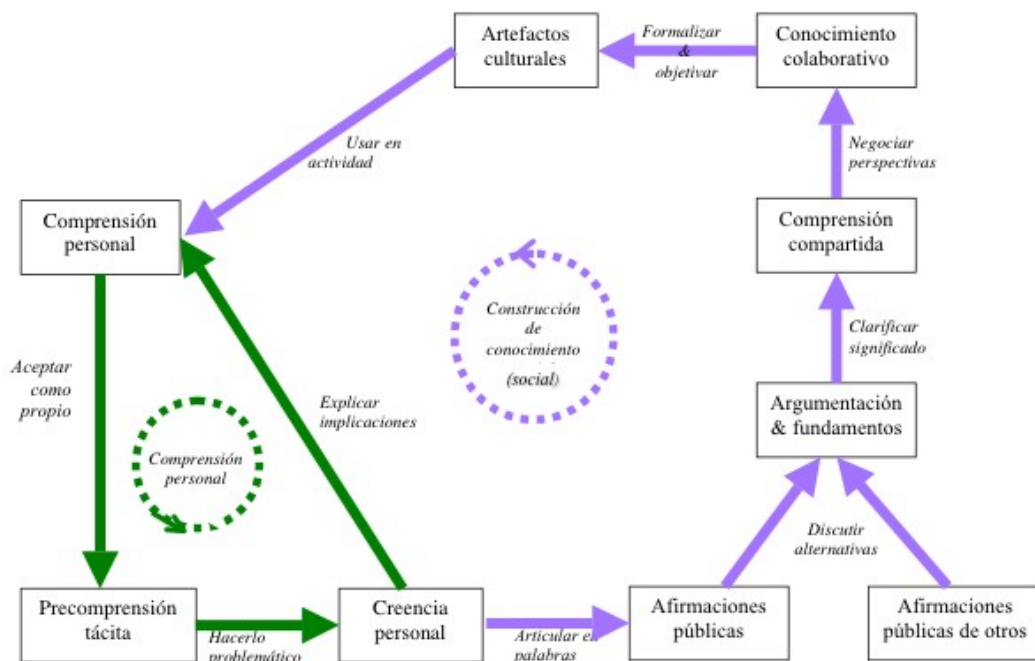 Artefactos
culturales
Formalizar
&
objetivar
Conocimiento
colaborativo
Usar en
actividad
Negociar
perspectivas
Comprensión
personal
Comprensión
compartida
Construcción
de
conocimiento
(social)
Clarificar
significado
Aceptar
como
propio
Explicar
implicaciones
Argumentación
& fundamentos
Comprensión
personal
Discutir
alternativas
Precomprensión
tácita
Hacerlo
problemático
Creencia
personal
Articular en
palabras
Afirmaciones
públicas
Afirmaciones
públicas de otros